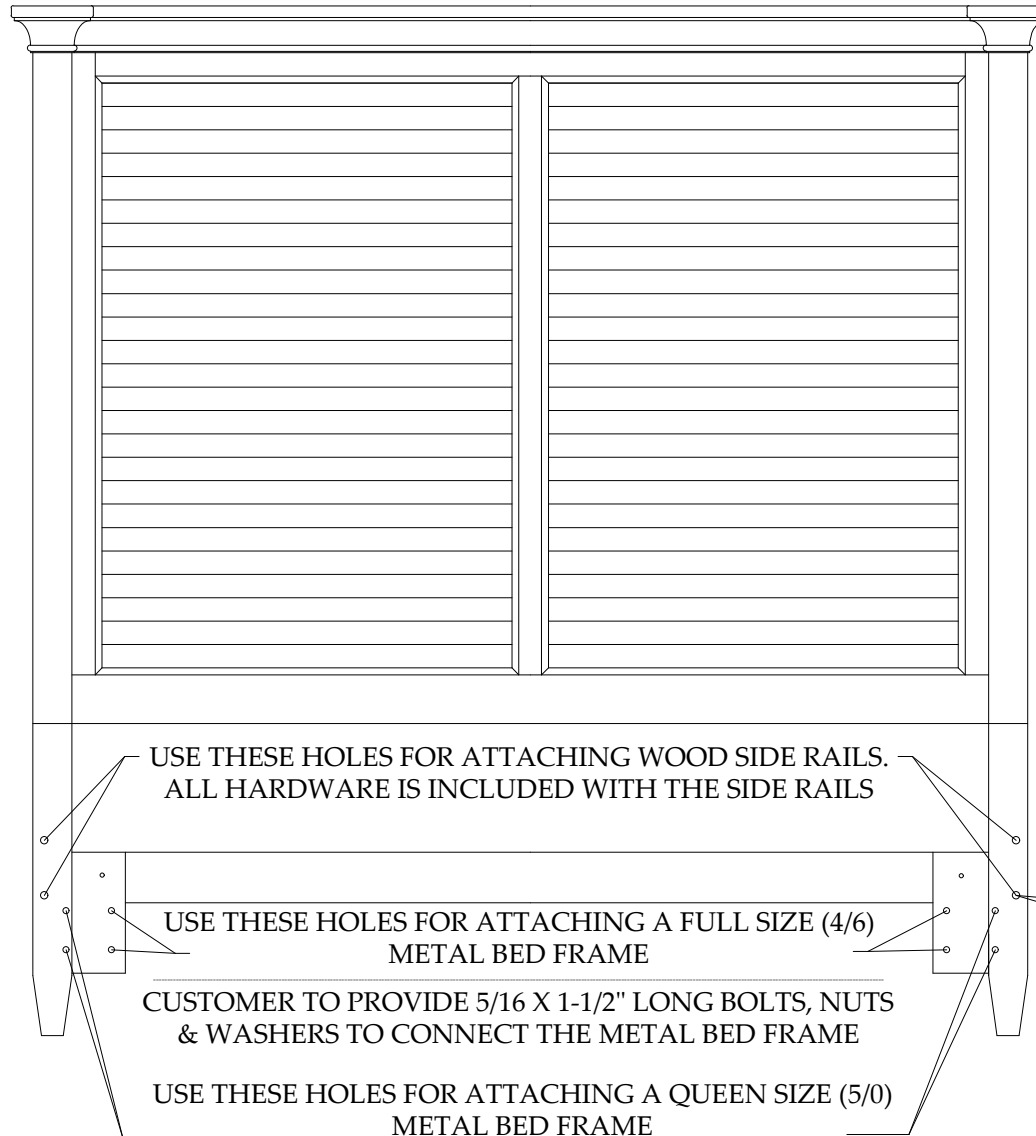 USE THESE HOLES FOR ATTACHING WOOD SIDE RAILS.
ALL HARDWARE IS INCLUDED WITH THE SIDE RAILS
USE THESE HOLES FOR ATTACHING A FULL SIZE (4/6)
METAL BED FRAME
CUSTOMER TO PROVIDE 5/16 X 1-1/2" LONG BOLTS, NUTS
& WASHERS TO CONNECT THE METAL BED FRAME
USE THESE HOLES FOR ATTACHING A QUEEN SIZE (5/0)
METAL BED FRAME